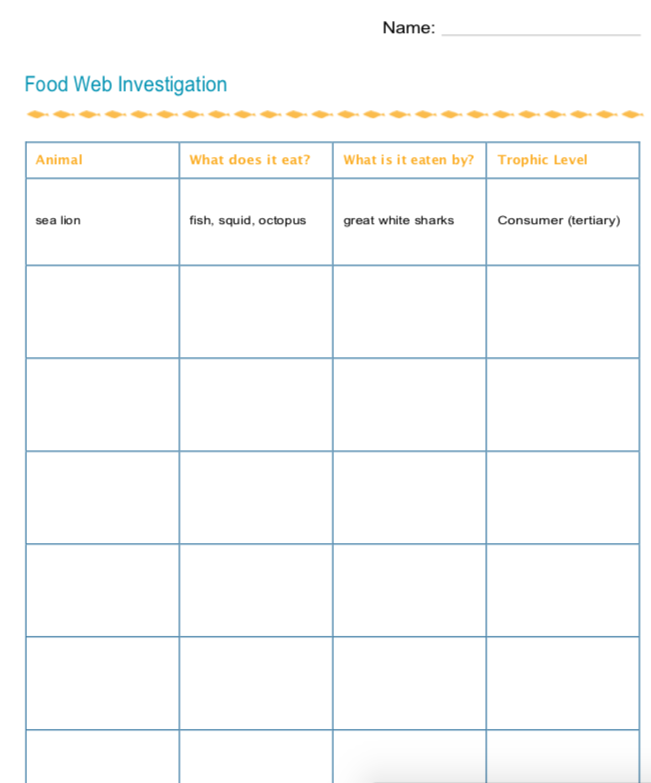 Name:
Food Web Investigation
Animal What does it eat? What is it eaten by? Trophic Level
sea lion fish, squid, octopus great white sharks Consumer (tertiary)